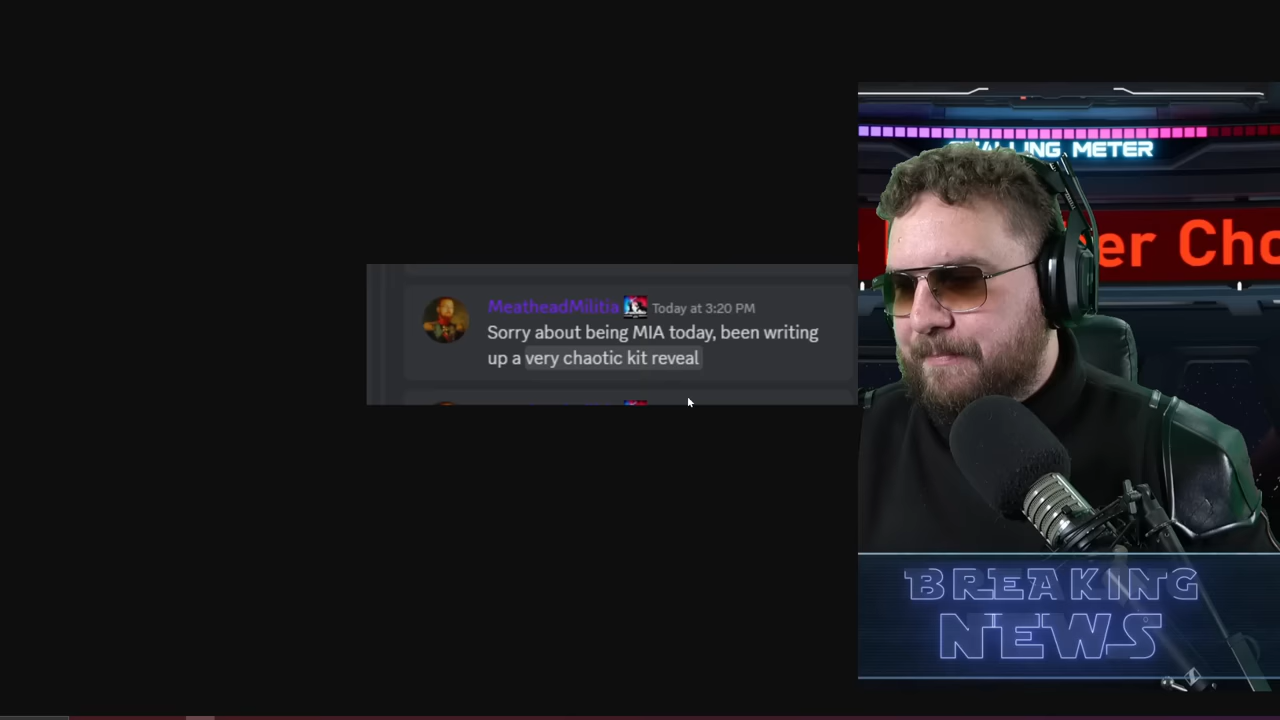 MeatheadMilitia Today at 3:20 PM
Sorry about being MIA today, been writing
up a very chaotic kit reveal
METER
er Cho
BREAKING
NEWS